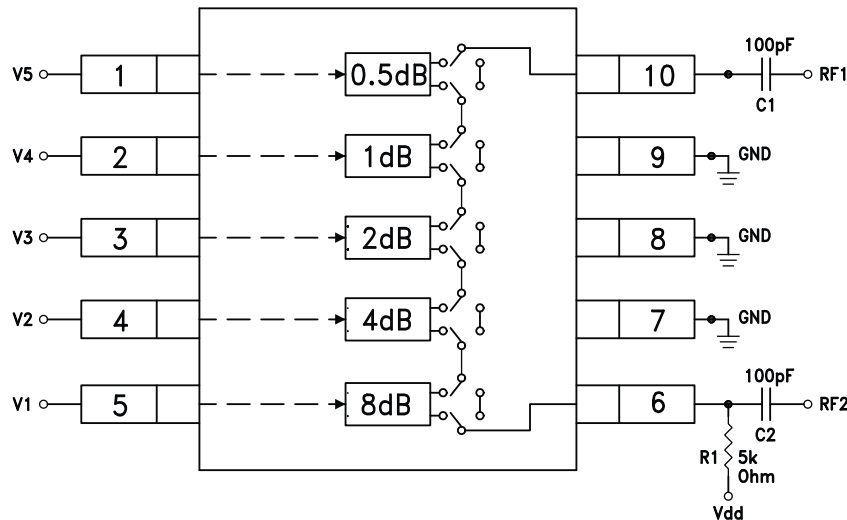 100pF
V5 1 0.5dB 10 RF1
C1
V4 2 1dB 9 GND
V3 3 2dB 8 GND
V2 4 4dB 7 GND
100pF
V1 5 8dB 6 RF2
C2
R1 5k
Ohm
Vdd